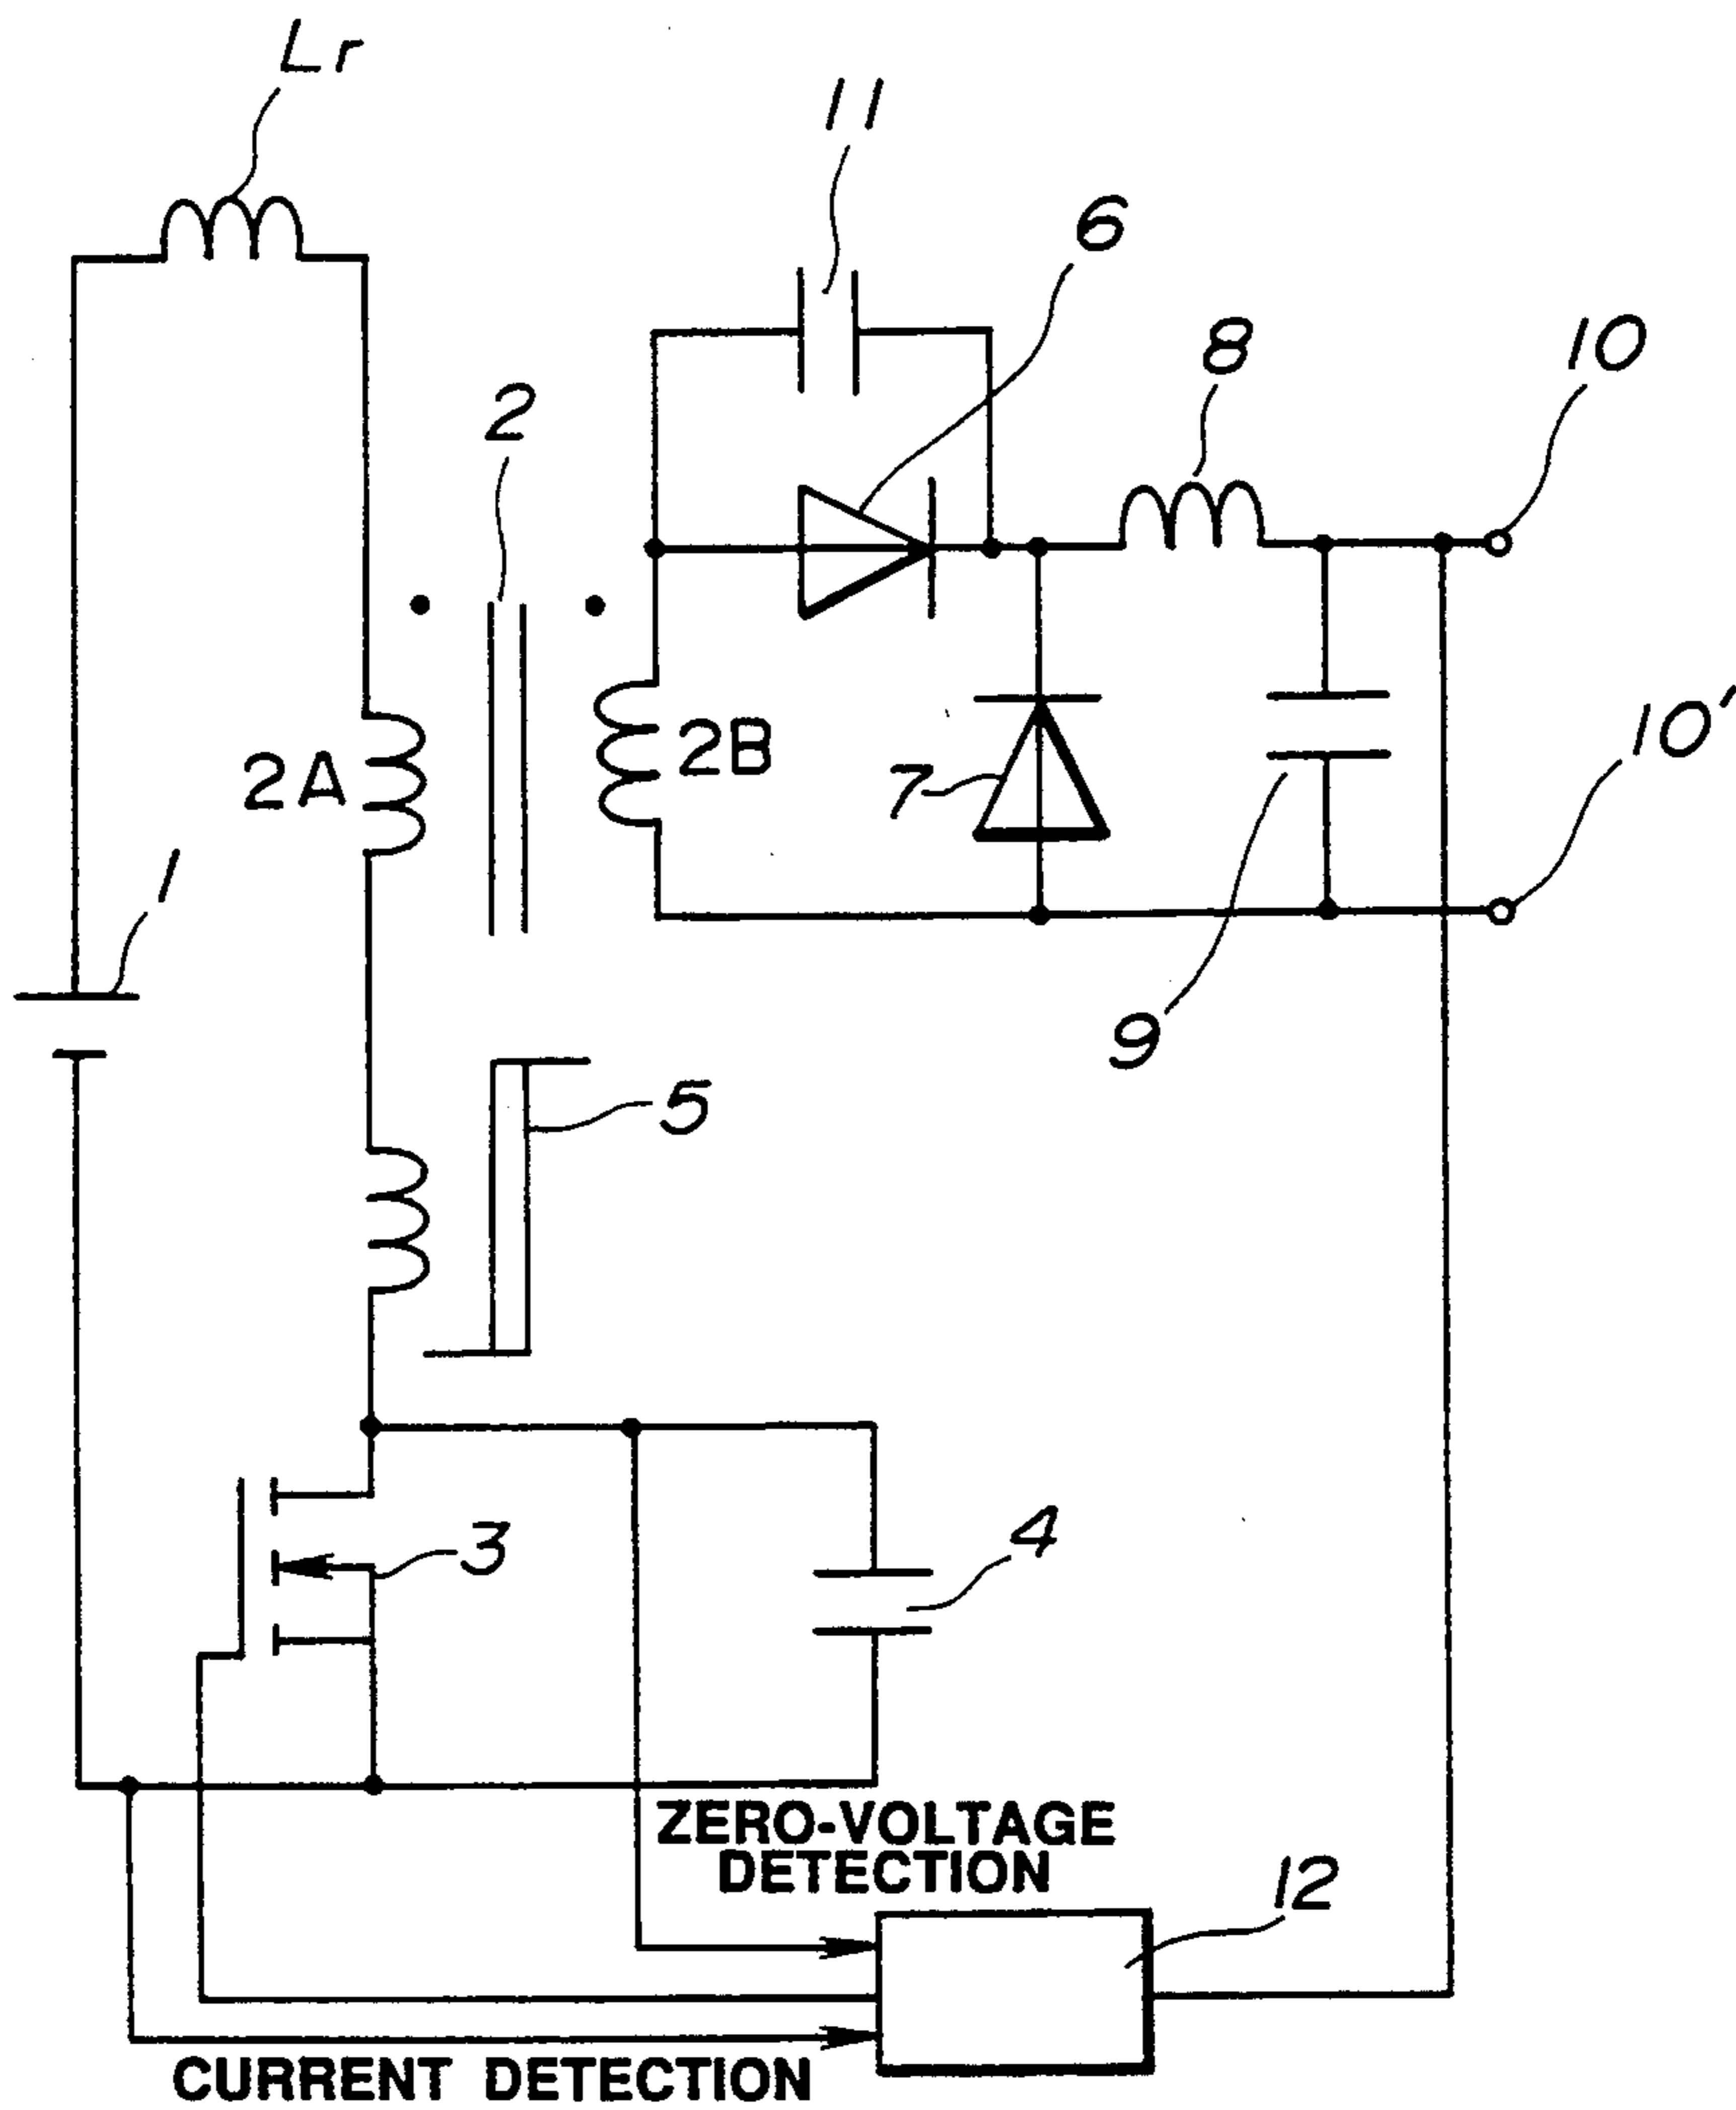 Lr
11
6
8
10
2
2A
2B
7
10'
1
9
5
3
4
ZERO-VOLTAGE
DETECTION
12
CURRENT DETECTION